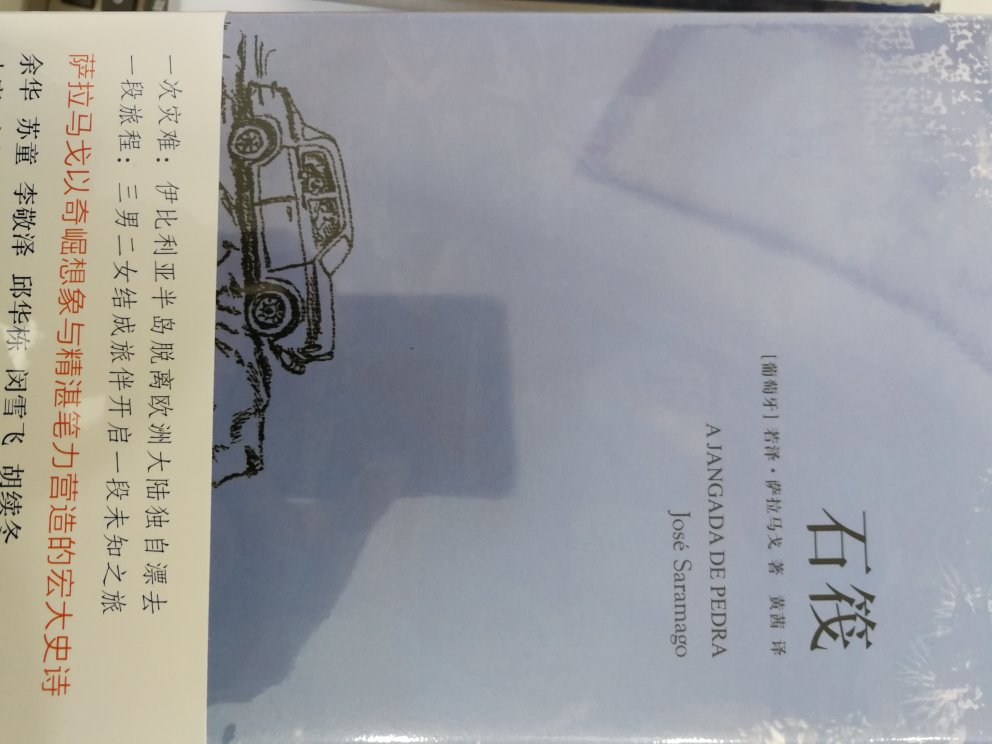 石筏
[葡萄牙] 若泽·萨拉马戈 著 黄茜 译
A JANGADA DE PEDRA
José Saramago
一次灾难：伊比利亚半岛脱离欧洲大陆独自漂去
一段旅程：三男二女结成旅伴开启一段未知之旅
萨拉马戈以奇崛想象与精湛笔力营造的宏大史诗
余华 苏童 李敬泽 邱华栋 闵雪飞 胡续冬